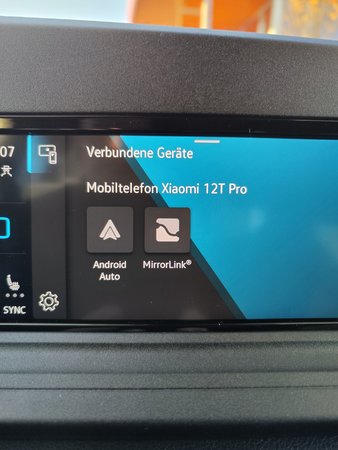 07
Verbundene Geräte
Mobiltelefon Xiaomi 12T Pro
Android
Auto
MirrorLink®
SYNC